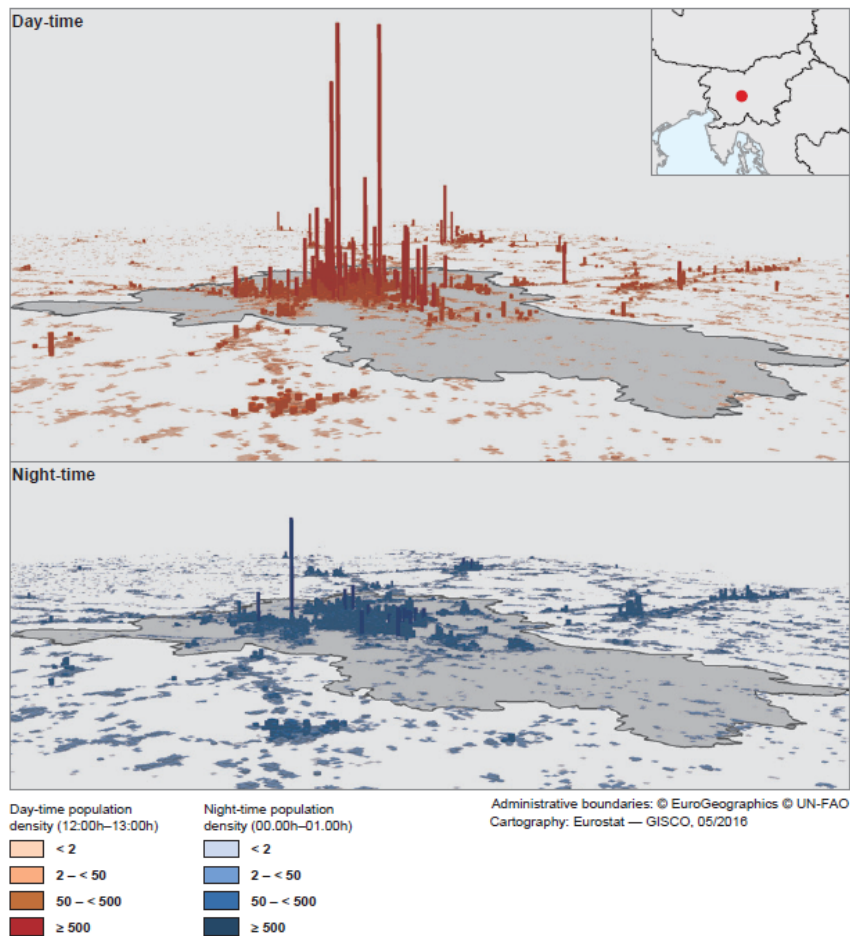 Day-time
Night-time
Day-time population
density (12:00h–13:00h)
< 2
2 – < 50
50 – < 500
≥ 500
Night-time population
density (00.00h–01.00h)
< 2
2 – < 50
50 – < 500
≥ 500
Administrative boundaries: © EuroGeographics © UN-FAO
Cartography: Eurostat — GISCO, 05/2016